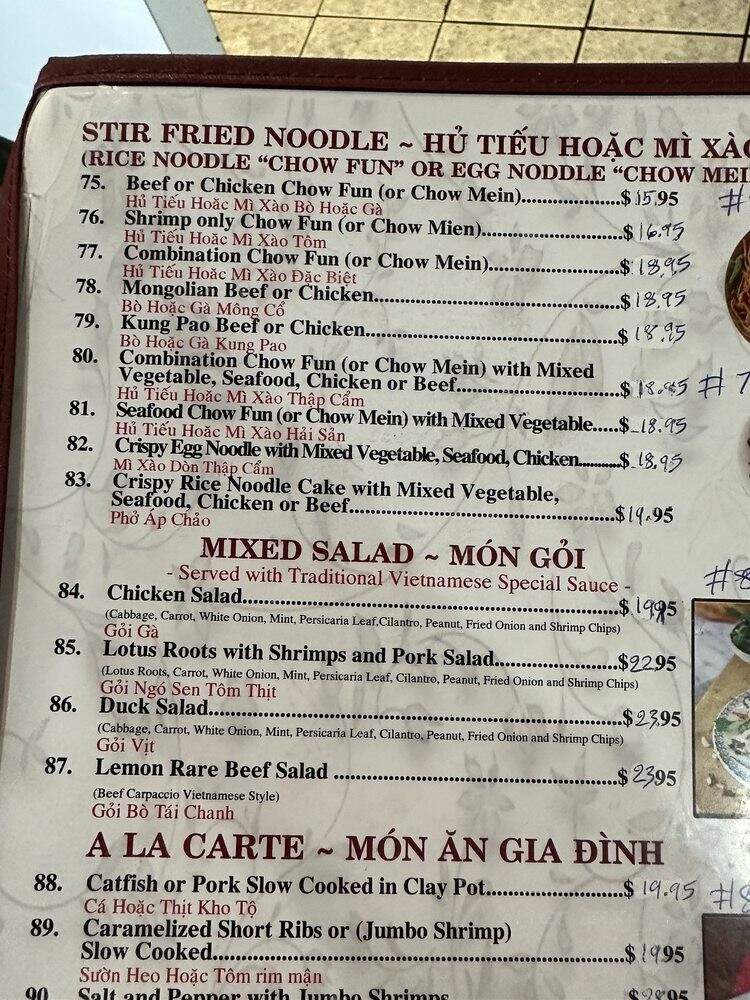 STIR FRIED NOODLE ~ HỦ TIẾU HOẶC MÌ XÀO
(RICE NOODLE "CHOW FUN" OR EGG NODDLE "CHOW MEI
75. Beef or Chicken Chow Fun (or Chow Mein)....................$15.95
#
Hủ Tiếu Hoặc Mì Xào Bò Hoặc Gà
76. Shrimp only Chow Fun (or Chow Mien)............................$16.95
Hủ Tiếu Hoặc Mì Xào Tôm
77. Combination Chow Fun (or Chow Mein)..........................$18.95
Hủ Tiếu Hoặc Mì Xào Đặc Biệt
78. Mongolian Beef or Chicken................................................$18.95
Bò Hoặc Gà Mông Cổ
79. Kung Pao Beef or Chicken..................................................$18.95
Bò Hoặc Gà Kung Pao
80. Combination Chow Fun (or Chow Mein) with Mixed
Vegetable, Seafood, Chicken or Beef................................$18.95 #7
Hủ Tiếu Hoặc Mì Xào Thập Cẩm
81. Seafood Chow Fun (or Chow Mein) with Mixed Vegetable.....$18.95
Hủ Tiếu Hoặc Mì Xào Hải Sản
82. Crispy Egg Noodle with Mixed Vegetable, Seafood, Chicken...........$18.95
Mì Xào Dòn Thập Cẩm
83. Crispy Rice Noodle Cake with Mixed Vegetable,
Seafood, Chicken or Beef....................................................$19.95
Phở Áp Chảo
MIXED SALAD ~ MÓN GỎI
- Served with Traditional Vietnamese Special Sauce -
#8
84. Chicken Salad.........................................................................$19.95
(Cabbage, Carrot, White Onion, Mint, Persicaria Leaf,Cilantro, Peanut, Fried Onion and Shrimp Chips)
Gỏi Gà
85. Lotus Roots with Shrimps and Pork Salad........................$22.95
(Lotus Roots, Carrot, White Onion, Mint, Persicaria Leaf, Cilantro, Peanut, Fried Onion and Shrimp Chips)
Gỏi Ngó Sen Tôm Thịt
86. Duck Salad..............................................................................$23.95
(Cabbage, Carrot, White Onion, Mint, Persicaria Leaf, Cilantro, Peanut, Fried Onion and Shrimp Chips)
Gỏi Vịt
87. Lemon Rare Beef Salad ........................................................$23.95
(Beef Carpaccio Vietnamese Style)
Gỏi Bò Tái Chanh
A LA CARTE ~ MÓN ĂN GIA ĐÌNH
88. Catfish or Pork Slow Cooked in Clay Pot..........................$19.95 #8
Cá Hoặc Thịt Kho Tộ
89. Caramelized Short Ribs or (Jumbo Shrimp)
Slow Cooked...........................................................................$19.95
Sườn Heo Hoặc Tôm rim mặn
90. Salt and Pepper with Jumbo Shrimps